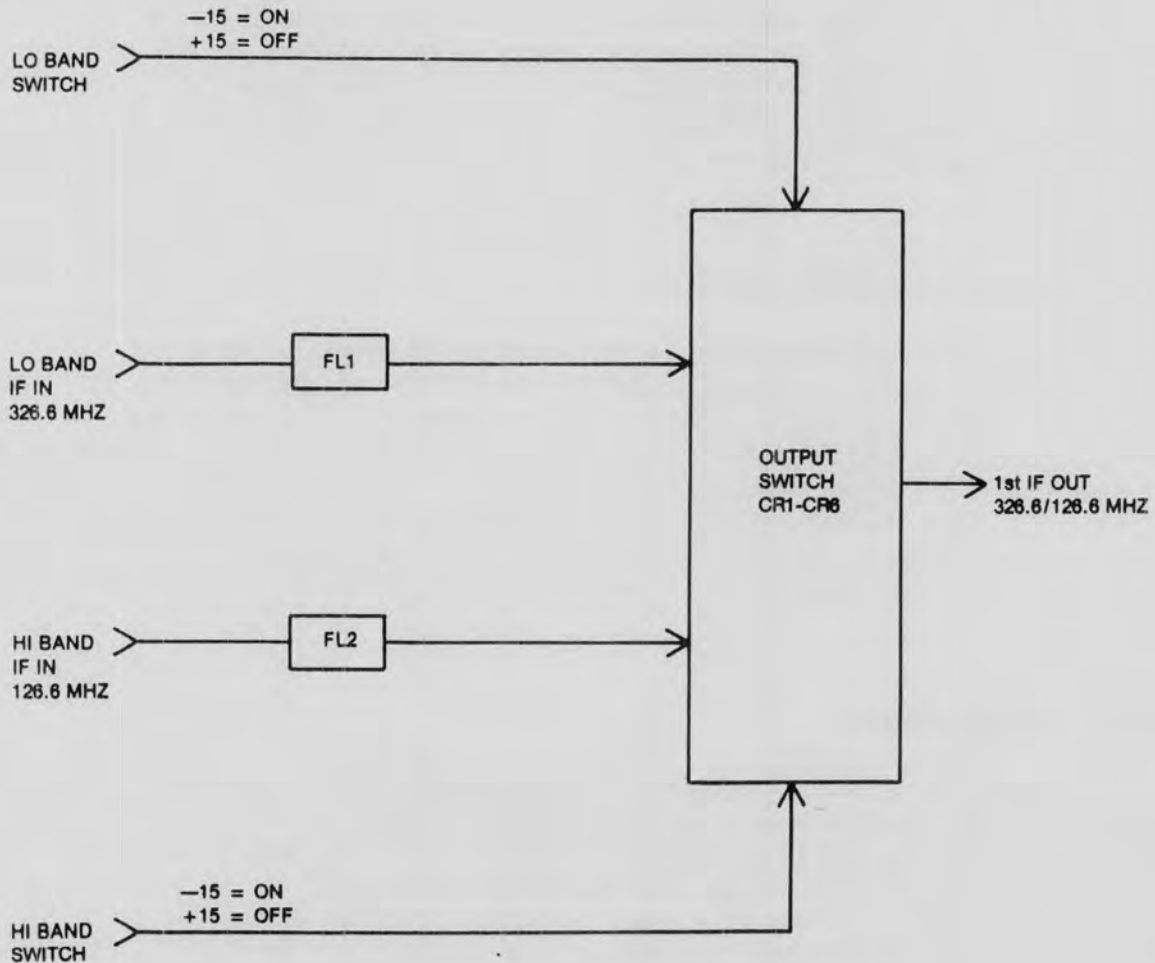 —15 = ON
+15 = OFF
LO BAND
SWITCH
LO BAND
IF IN
326.6 MHZ
FL1
OUTPUT
SWITCH
CR1-CR6
1st IF OUT
326.6/126.6 MHZ
HI BAND
IF IN
126.6 MHZ
FL2
—15 = ON
+15 = OFF
HI BAND
SWITCH